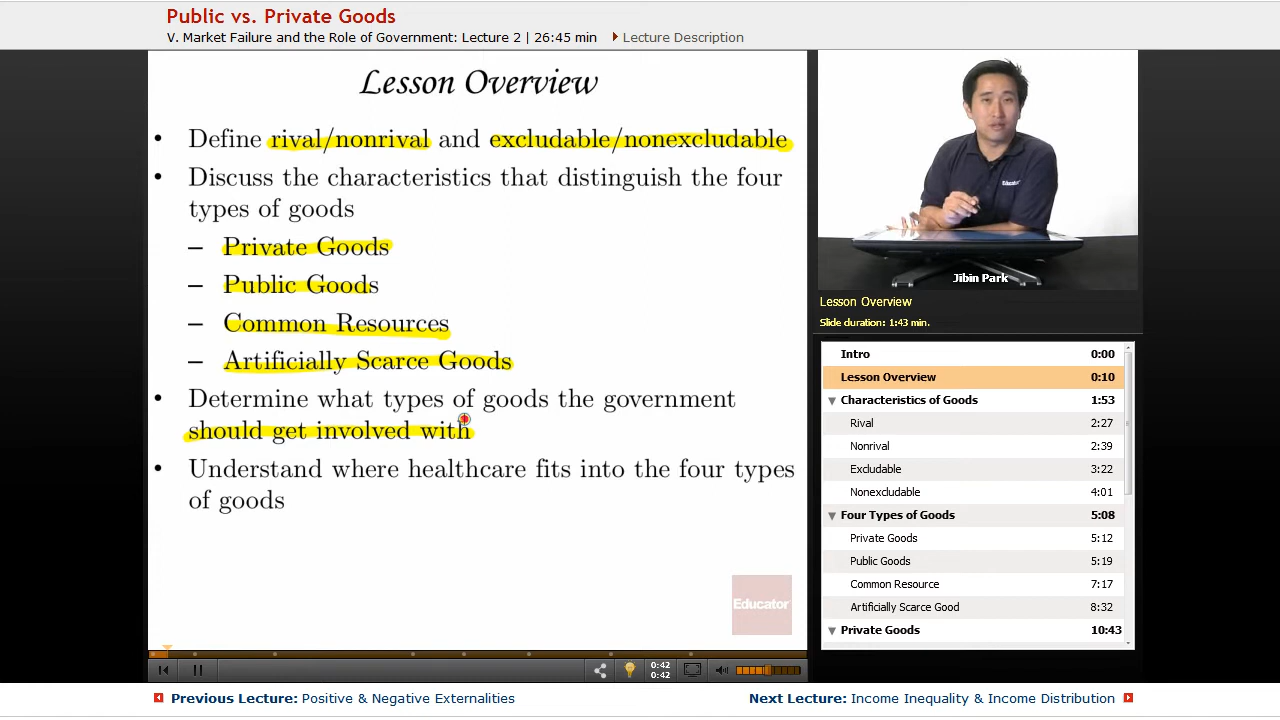 Public vs. Private Goods
V. Market Failure and the Role of Government: Lecture 2 | 26:45 min Lecture Description
Lesson Overview
• Define rival/nonrival and excludable/nonexcludable
• Discuss the characteristics that distinguish the four
types of goods
– Private Goods
– Public Goods
– Common Resources
– Artificially Scarce Goods
• Determine what types of goods the government
should get involved with
• Understand where healthcare fits into the four types
of goods
Educator
Educator
Jibin Park
Lesson Overview
Slide duration: 1:43 min.
Intro 0:00
Lesson Overview 0:10
Characteristics of Goods 1:53
Rival 2:27
Nonrival 2:39
Excludable 3:22
Nonexcludable 4:01
Four Types of Goods 5:08
Private Goods 5:12
Public Goods 5:19
Common Resource 7:17
Artificially Scarce Good 8:32
Private Goods 10:43
0:42
0:42
Previous Lecture: Positive & Negative Externalities
Next Lecture: Income Inequality & Income Distribution